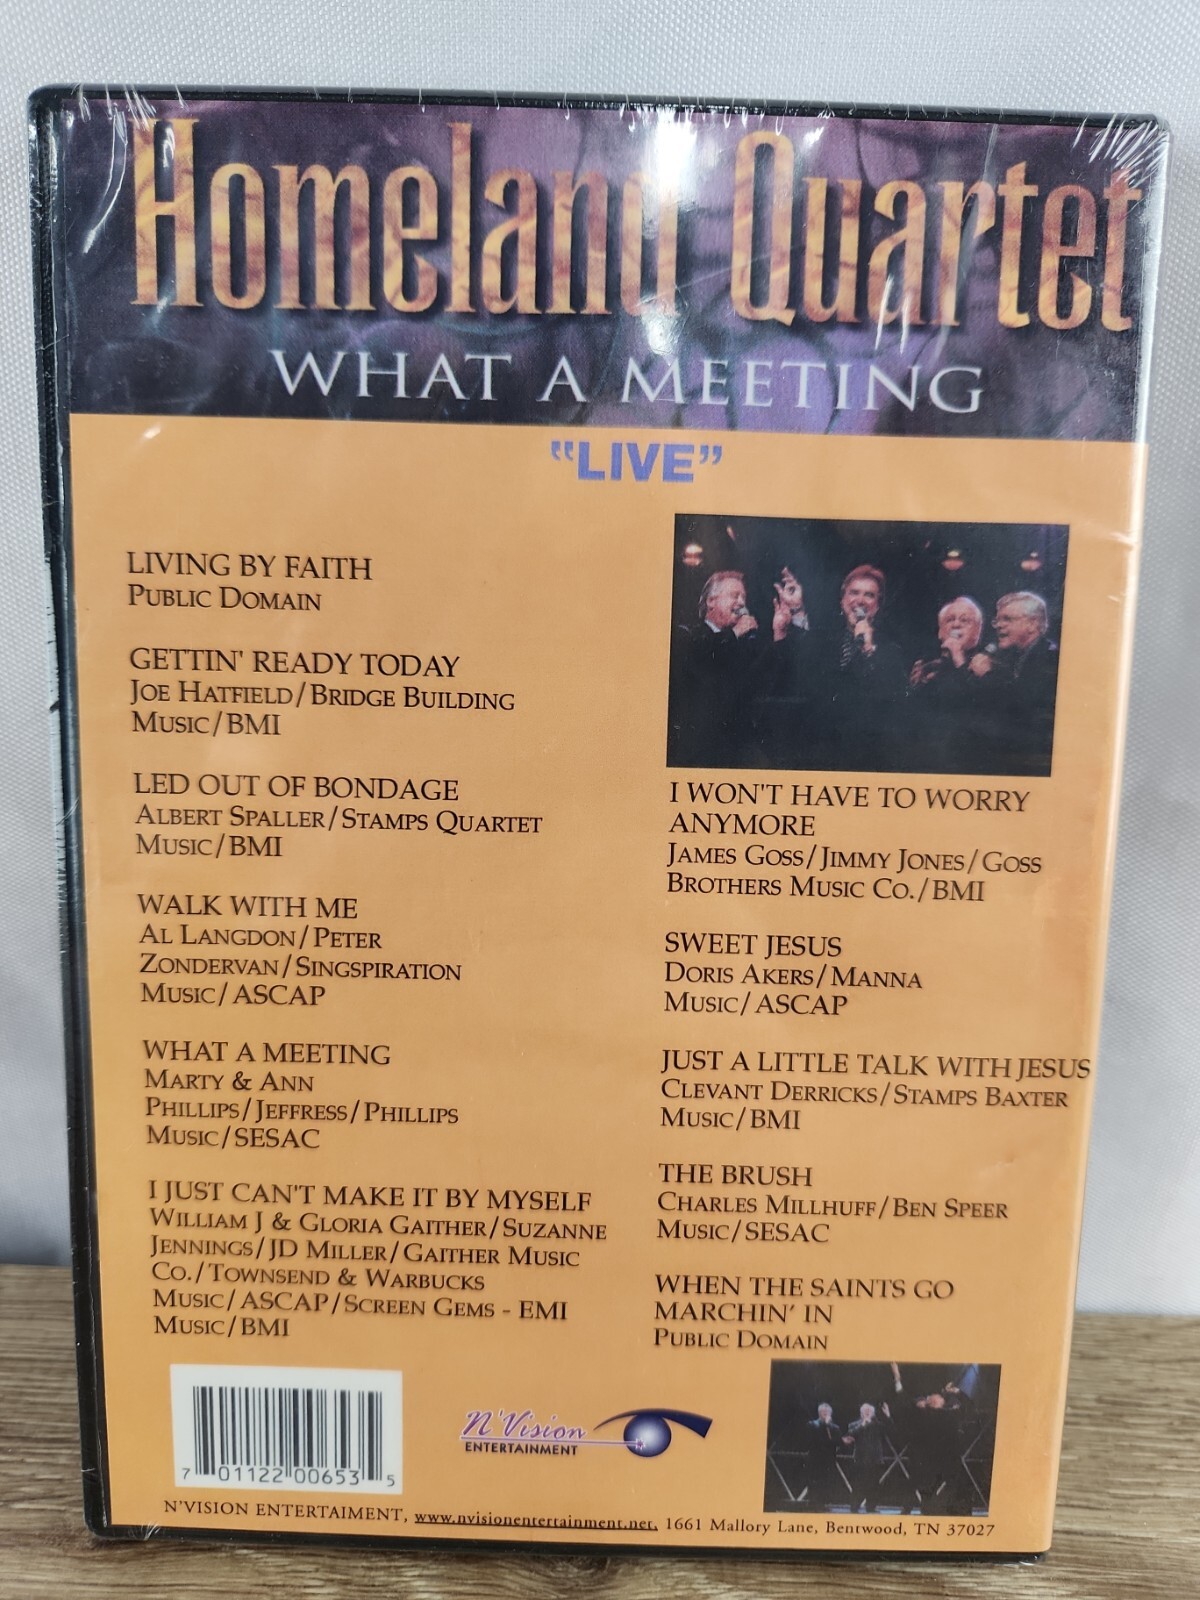 Homeland Quartet
WHAT A MEETING
"LIVE"
LIVING BY FAITH
PUBLIC DOMAIN
GETTIN' READY TODAY
JOE HATFIELD/BRIDGE BUILDING
MUSIC/BMI
LED OUT OF BONDAGE
ALBERT SPALLER/STAMPS QUARTET
MUSIC/BMI
WALK WITH ME
AL LANGDON/PETER
ZONDERVAN/SINGSPIRATION
MUSIC/ASCAP
WHAT A MEETING
MARTY & ANN
PHILLIPS/JEFFRESS/PHILLIPS
MUSIC/SESAC
I JUST CAN'T MAKE IT BY MYSELF
WILLIAM J & GLORIA GAITHER/SUZANNE
JENNINGS/JD MILLER/GAITHER MUSIC
CO./TOWNSEND & WARBUCKS
MUSIC/ASCAP/SCREEN GEMS - EMI
MUSIC/BMI
I WON'T HAVE TO WORRY
ANYMORE
JAMES GOSS/JIMMY JONES/GOSS
BROTHERS MUSIC CO./BMI
SWEET JESUS
DORIS AKERS/MANNA
MUSIC/ASCAP
JUST A LITTLE TALK WITH JESUS
CLEVANT DERRICKS/STAMPS BAXTER
MUSIC/BMI
THE BRUSH
CHARLES MILLHUFF/BEN SPEER
MUSIC/SESAC
WHEN THE SAINTS GO
MARCHIN' IN
PUBLIC DOMAIN
7 01122 00653 5
N'Vision
ENTERTAINMENT
N'VISION ENTERTAIMENT, www.nvisionentertainment.net, 1661 Mallory Lane, Bentwood, TN 37027